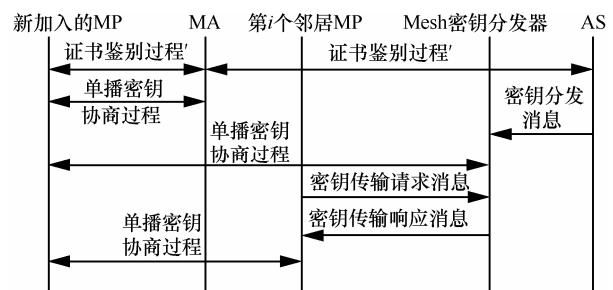 新加入的MP MA 第i个邻居MP Mesh密钥分发器 AS
证书鉴别过程′ 证书鉴别过程′
单播密钥
协商过程
密钥分发
消息
单播密钥
协商过程
密钥传输请求消息
密钥传输响应消息
单播密钥
协商过程